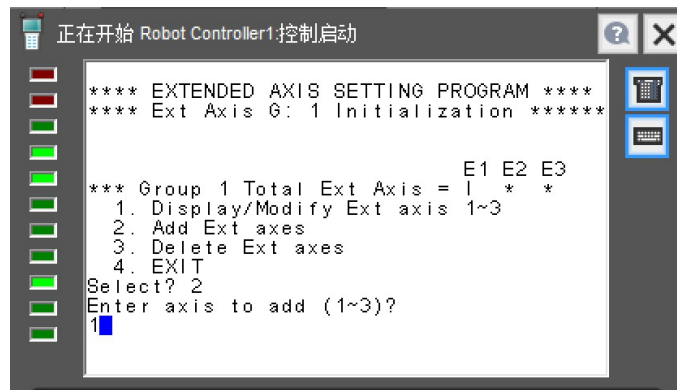 正在开始 Robot Controller1:控制启动
**** EXTENDED AXIS SETTING PROGRAM ****
**** Ext Axis G: 1 Initialization ******
E1 E2 E3
*** Group 1 Total Ext Axis = I * *
1. Display/Modify Ext axis 1~3
2. Add Ext axes
3. Delete Ext axes
4. EXIT
Select? 2
Enter axis to add (1~3)?
1